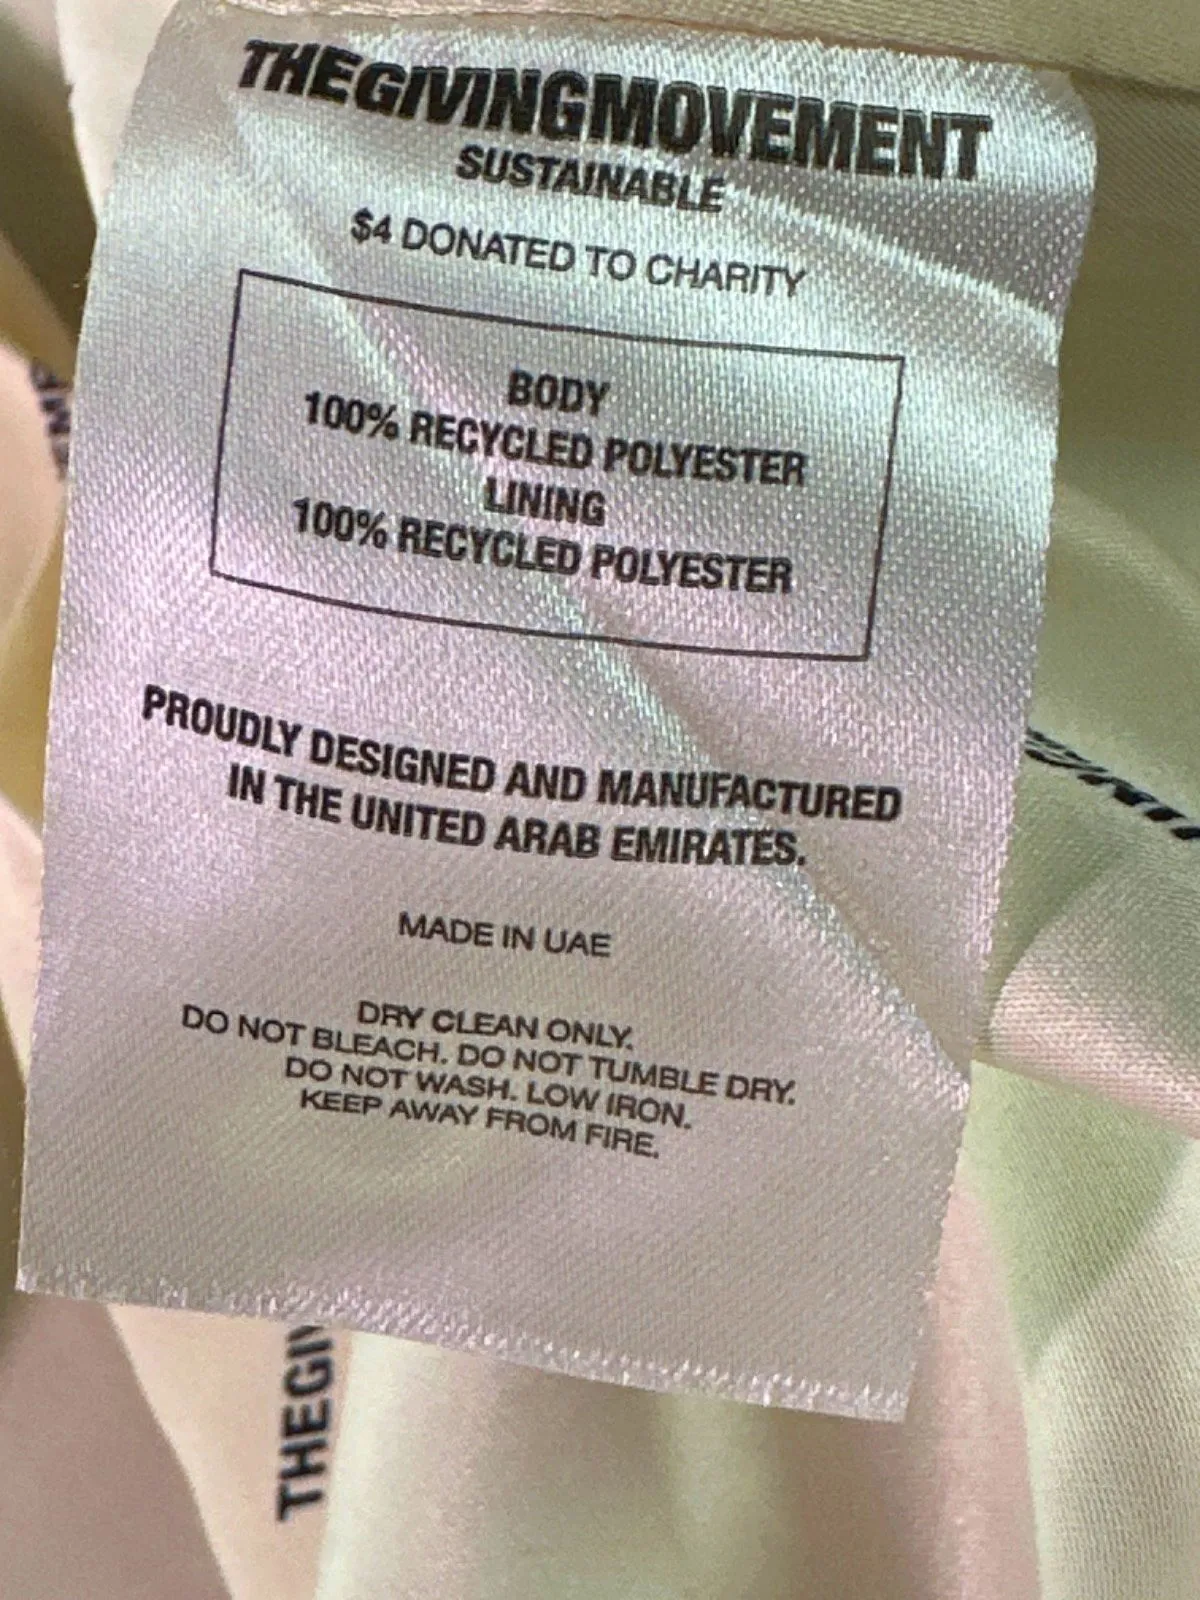 THEGIVINGMOVEMENT
SUSTAINABLE
$4 DONATED TO CHARITY
BODY
100% RECYCLED POLYESTER
LINING
100% RECYCLED POLYESTER
PROUDLY DESIGNED AND MANUFACTURED
IN THE UNITED ARAB EMIRATES.
MADE IN UAE
DRY CLEAN ONLY.
DO NOT BLEACH. DO NOT TUMBLE DRY.
DO NOT WASH. LOW IRON.
KEEP AWAY FROM FIRE.
THEGIV